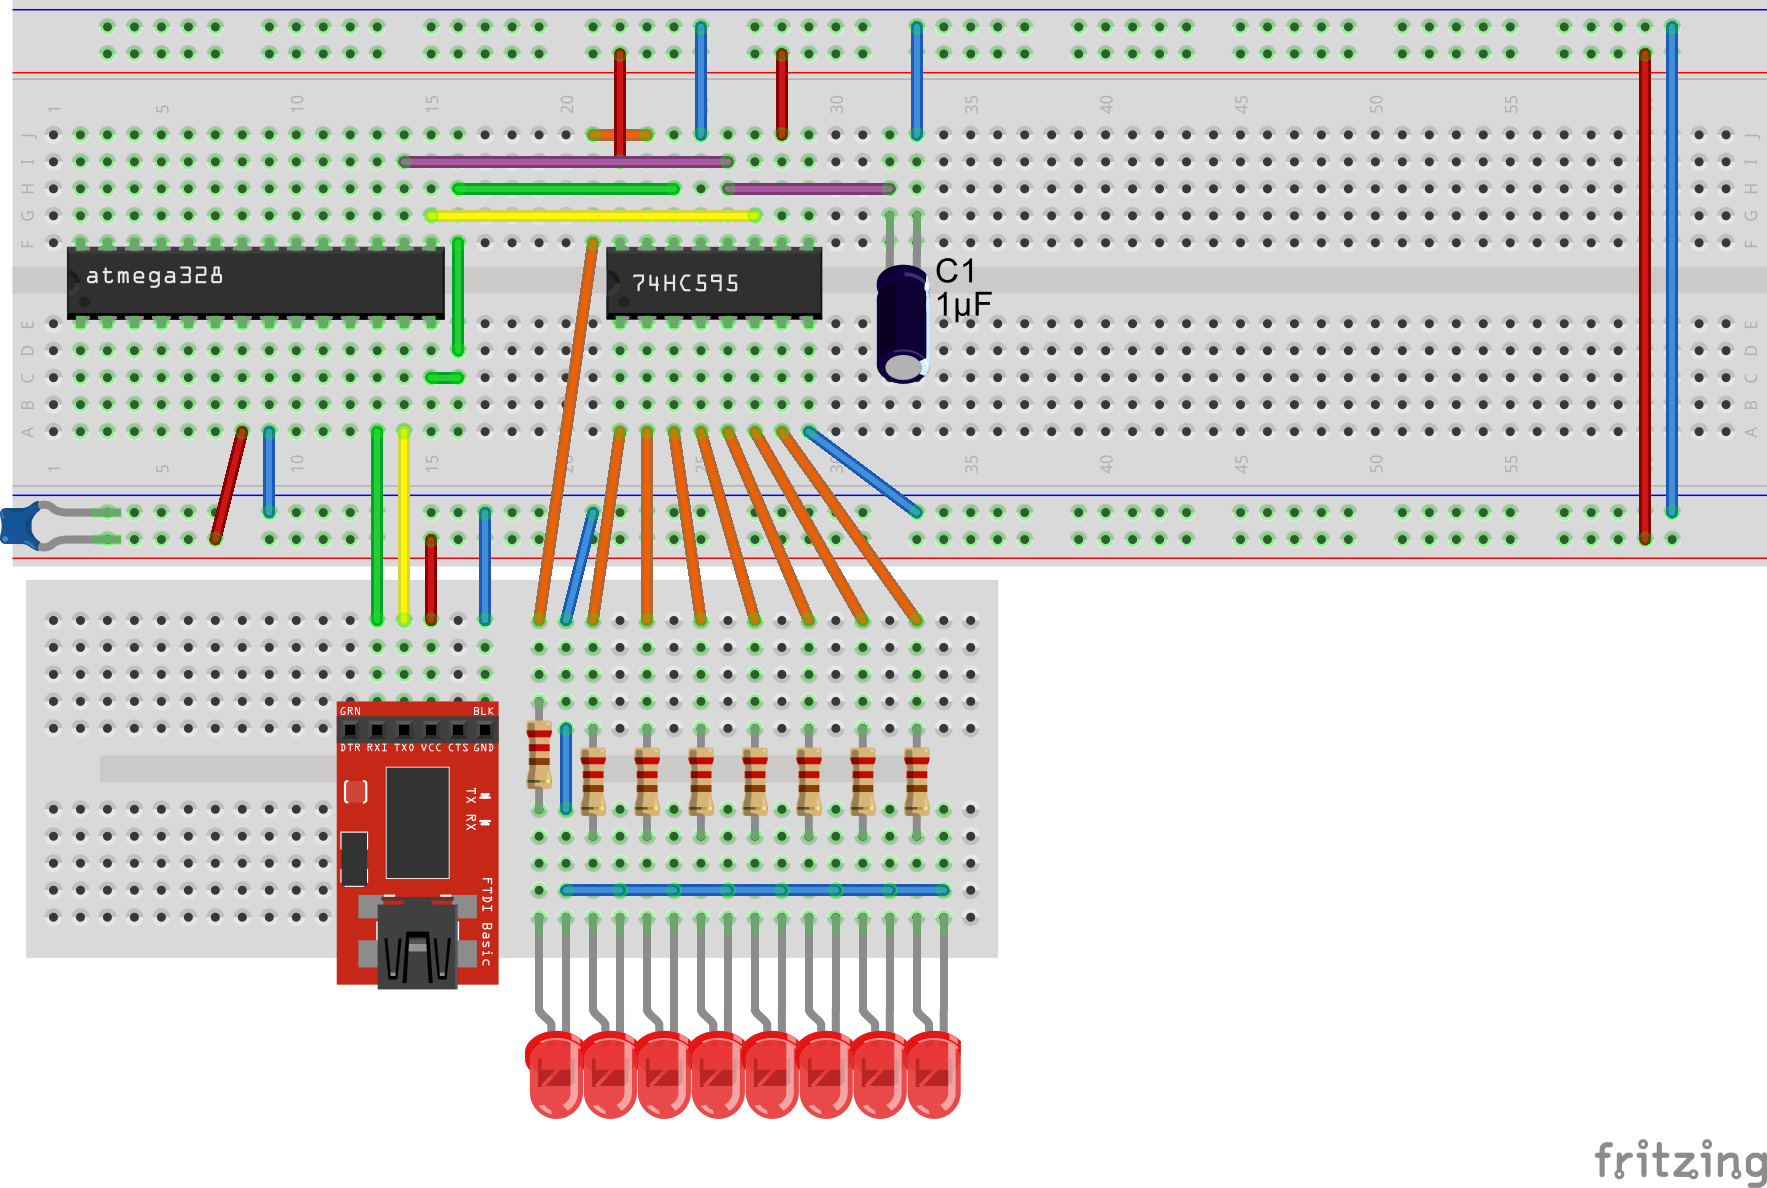 1 5 10 15 20 30 35 40 45 50 55
J J
I I
H H
G G
F F
atmega328
74HC595
C1
1µF
E E
D D
C C
B B
A A
1 5 10 15 20 25 30 35 40 45 50 55
GRN BLK
DTR RXI TXO VCC CTS GND
TX RX
FTDI Basic
fritzing